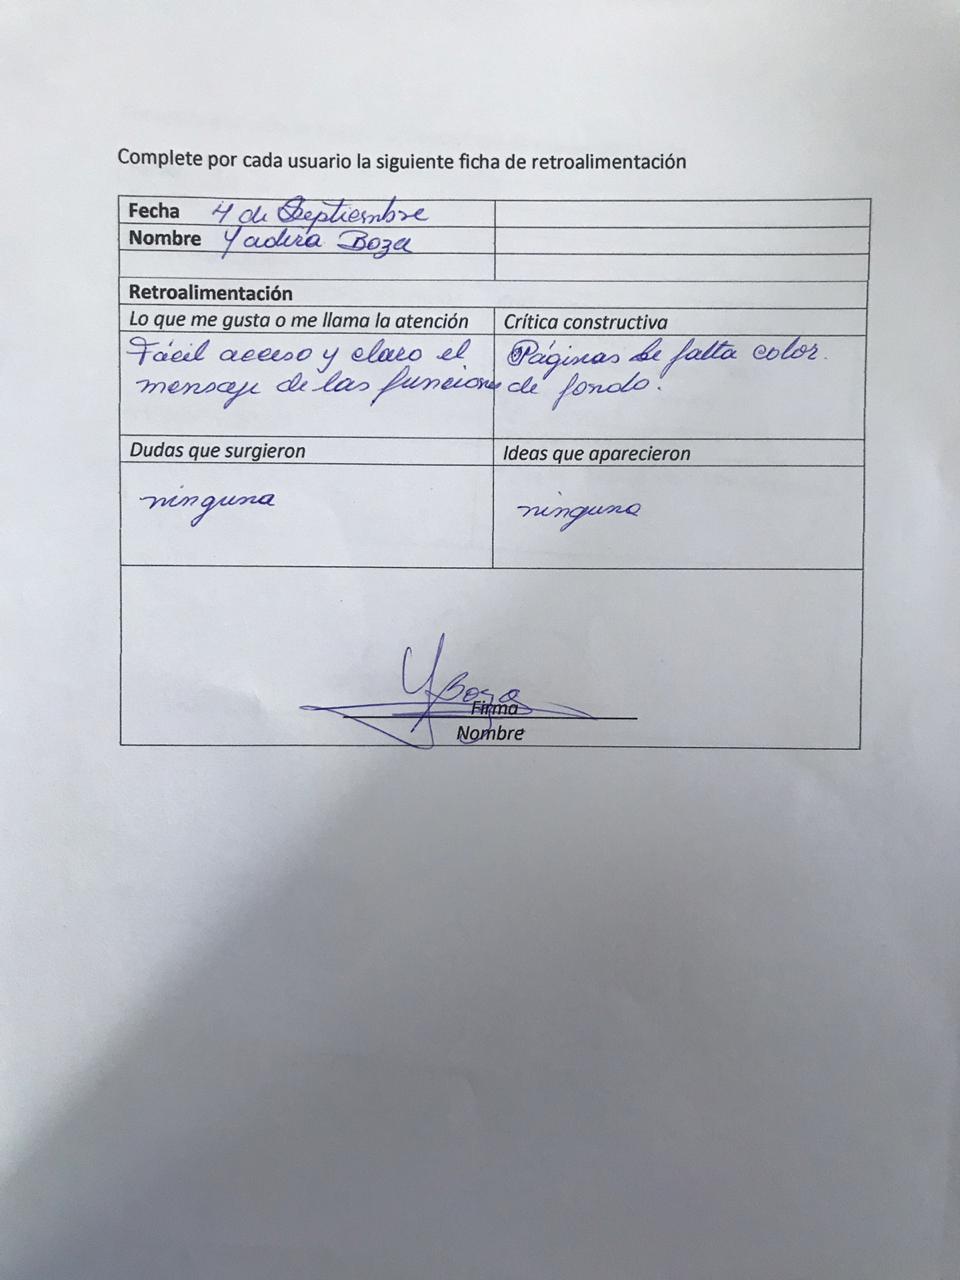 Complete por cada usuario la siguiente ficha de retroalimentación
Fecha 4 de Septiembre
Nombre Yadira Boza
Retroalimentación
Lo que me gusta o me llama la atención Crítica constructiva
Fácil acceso y claro el Páginas le falta color.
mensaje de las funciones de fondo.
Dudas que surgieron Ideas que aparecieron
ninguna ninguna
YBoza
Firma
Nombre